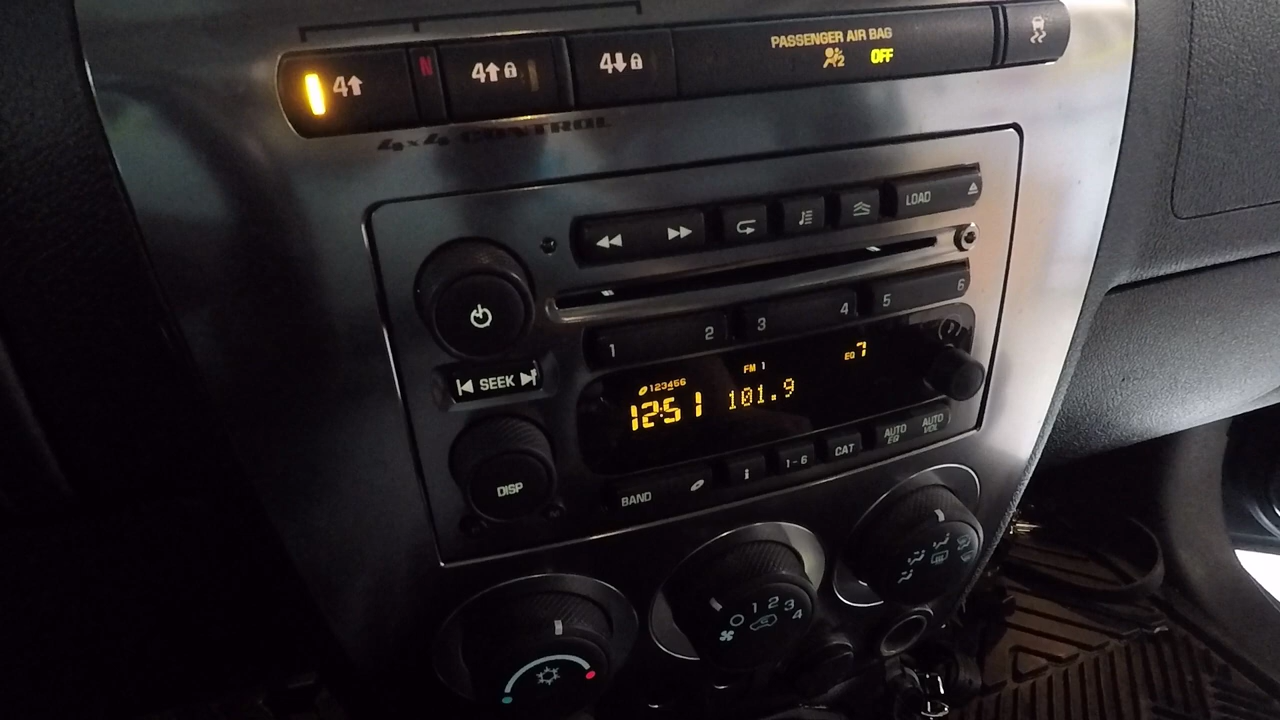 4 N 4 4
PASSENGER AIR BAG
2 OFF
4x4 CONTROL
LOAD
1 2 3 4 5 6
SEEK
123456 FM 1 EQ 7
12:51 101.9
DISP
BAND i 1-6 CAT AUTO EQ AUTO VOL
0 1 2 3 4